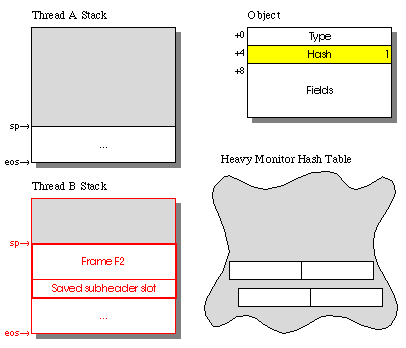 Thread A Stack
sp→
...
eos→
Object
+0
Type
+4
Hash
1
+8
Fields
Thread B Stack
sp→
Frame F2
Saved subheader slot
...
eos→
Heavy Monitor Hash Table